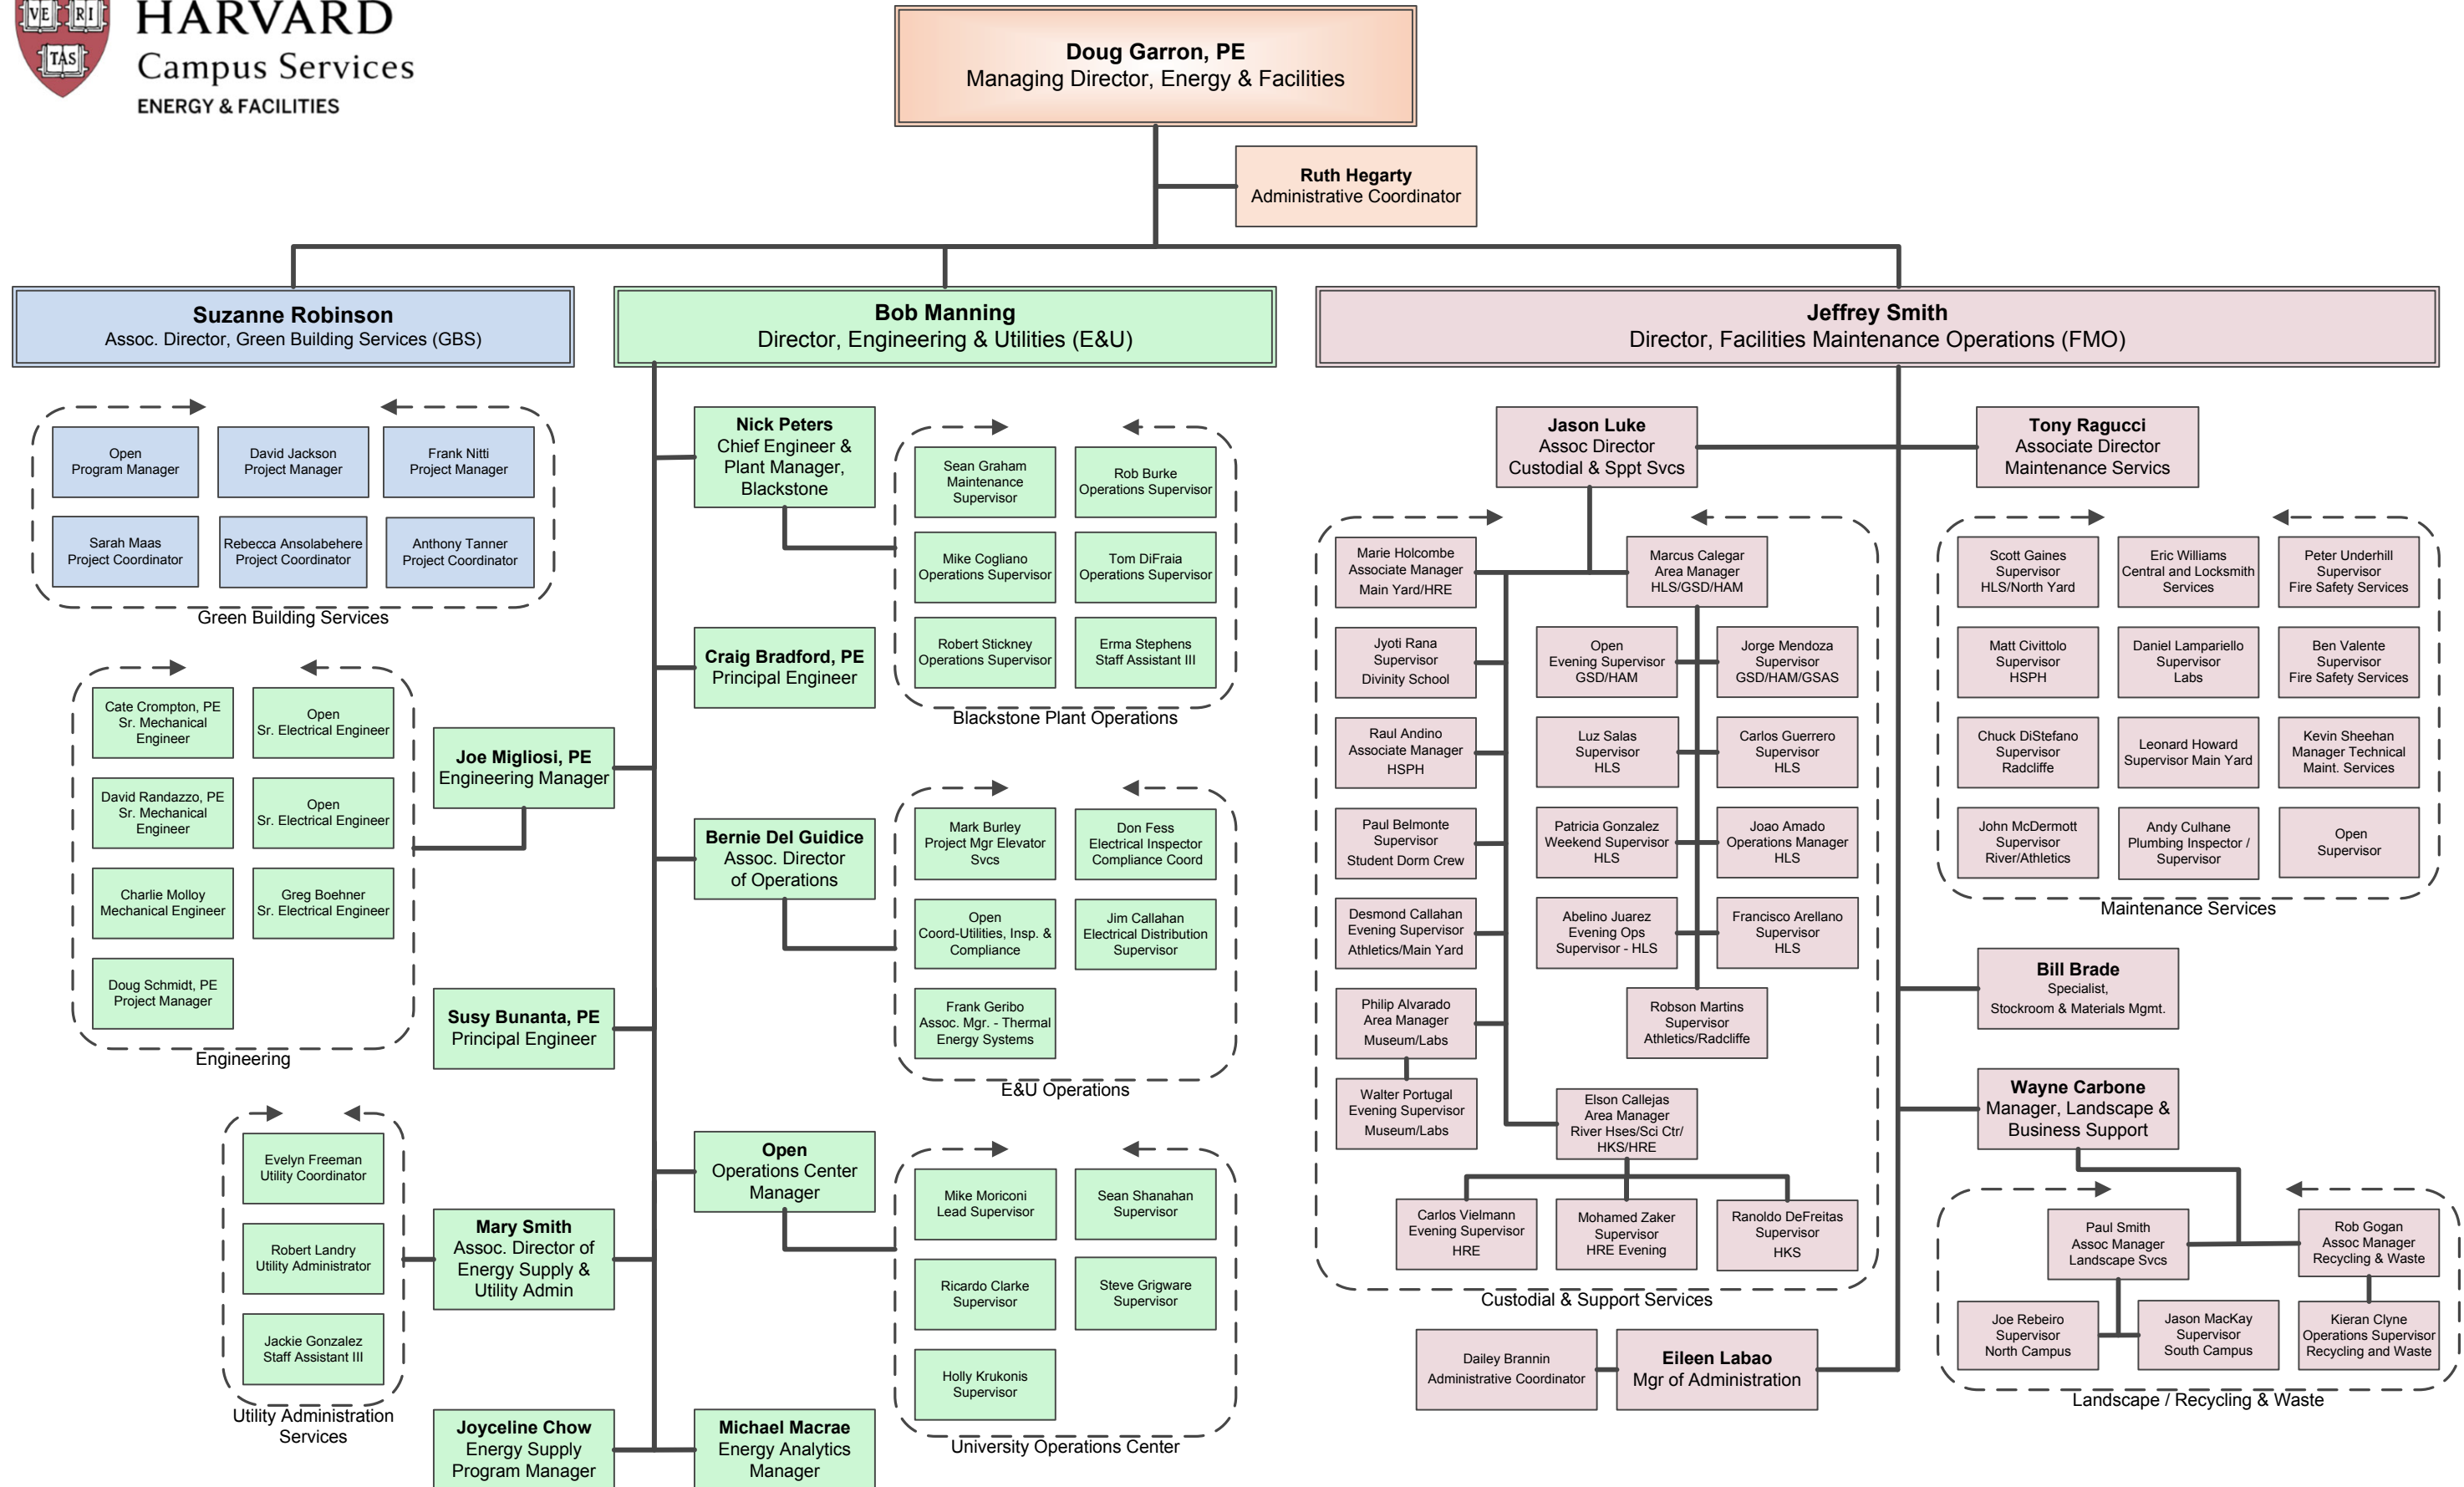 VE RI
TAS
HARVARD
Campus Services
ENERGY & FACILITIES
Doug Garron, PE
Managing Director, Energy & Facilities
Ruth Hegarty
Administrative Coordinator
Suzanne Robinson
Assoc. Director, Green Building Services (GBS)
Open
Program Manager
David Jackson
Project Manager
Frank Nitti
Project Manager
Sarah Maas
Project Coordinator
Rebecca Ansolabehere
Project Coordinator
Anthony Tanner
Project Coordinator
Green Building Services
Bob Manning
Director, Engineering & Utilities (E&U)
Nick Peters
Chief Engineer &
Plant Manager,
Blackstone
Sean Graham
Maintenance
Supervisor
Rob Burke
Operations Supervisor
Mike Cogliano
Operations Supervisor
Tom DiFraia
Operations Supervisor
Robert Stickney
Operations Supervisor
Erma Stephens
Staff Assistant III
Blackstone Plant Operations
Craig Bradford, PE
Principal Engineer
Joe Migliosi, PE
Engineering Manager
Cate Crompton, PE
Sr. Mechanical
Engineer
Open
Sr. Electrical Engineer
David Randazzo, PE
Sr. Mechanical
Engineer
Open
Sr. Electrical Engineer
Charlie Molloy
Mechanical Engineer
Greg Boehner
Sr. Electrical Engineer
Doug Schmidt, PE
Project Manager
Engineering
Bernie Del Guidice
Assoc. Director
of Operations
Mark Burley
Project Mgr Elevator
Svcs
Don Fess
Electrical Inspector
Compliance Coord
Open
Coord-Utilities, Insp. &
Compliance
Jim Callahan
Electrical Distribution
Supervisor
Frank Geribo
Assoc. Mgr. - Thermal
Energy Systems
E&U Operations
Susy Bunanta, PE
Principal Engineer
Open
Operations Center
Manager
Mike Moriconi
Lead Supervisor
Sean Shanahan
Supervisor
Ricardo Clarke
Supervisor
Steve Grigware
Supervisor
Holly Krukonis
Supervisor
University Operations Center
Mary Smith
Assoc. Director of
Energy Supply &
Utility Admin
Evelyn Freeman
Utility Coordinator
Robert Landry
Utility Administrator
Jackie Gonzalez
Staff Assistant III
Utility Administration
Services
Joyceline Chow
Energy Supply
Program Manager
Michael Macrae
Energy Analytics
Manager
Jeffrey Smith
Director, Facilities Maintenance Operations (FMO)
Jason Luke
Assoc Director
Custodial & Sppt Svcs
Tony Ragucci
Associate Director
Maintenance Servics
Marie Holcombe
Associate Manager
Main Yard/HRE
Marcus Calegar
Area Manager
HLS/GSD/HAM
Jyoti Rana
Supervisor
Divinity School
Open
Evening Supervisor
GSD/HAM
Jorge Mendoza
Supervisor
GSD/HAM/GSAS
Raul Andino
Associate Manager
HSPH
Luz Salas
Supervisor
HLS
Carlos Guerrero
Supervisor
HLS
Paul Belmonte
Supervisor
Student Dorm Crew
Patricia Gonzalez
Weekend Supervisor
HLS
Joao Amado
Operations Manager
HLS
Desmond Callahan
Evening Supervisor
Athletics/Main Yard
Abelino Juarez
Evening Ops
Supervisor - HLS
Francisco Arellano
Supervisor
HLS
Philip Alvarado
Area Manager
Museum/Labs
Robson Martins
Supervisor
Athletics/Radcliffe
Walter Portugal
Evening Supervisor
Museum/Labs
Elson Callejas
Area Manager
River Hses/Sci Ctr/
HKS/HRE
Carlos Vielmann
Evening Supervisor
HRE
Mohamed Zaker
Supervisor
HRE Evening
Ranoldo DeFreitas
Supervisor
HKS
Custodial & Support Services
Dailey Brannin
Administrative Coordinator
Eileen Labao
Mgr of Administration
Scott Gaines
Supervisor
HLS/North Yard
Eric Williams
Central and Locksmith
Services
Peter Underhill
Supervisor
Fire Safety Services
Matt Civittolo
Supervisor
HSPH
Daniel Lampariello
Supervisor
Labs
Ben Valente
Supervisor
Fire Safety Services
Chuck DiStefano
Supervisor
Radcliffe
Leonard Howard
Supervisor Main Yard
Kevin Sheehan
Manager Technical
Maint. Services
John McDermott
Supervisor
River/Athletics
Andy Culhane
Plumbing Inspector /
Supervisor
Open
Supervisor
Maintenance Services
Bill Brade
Specialist,
Stockroom & Materials Mgmt.
Wayne Carbone
Manager, Landscape &
Business Support
Paul Smith
Assoc Manager
Landscape Svcs
Rob Gogan
Assoc Manager
Recycling & Waste
Joe Rebeiro
Supervisor
North Campus
Jason MacKay
Supervisor
South Campus
Kieran Clyne
Operations Supervisor
Recycling and Waste
Landscape / Recycling & Waste